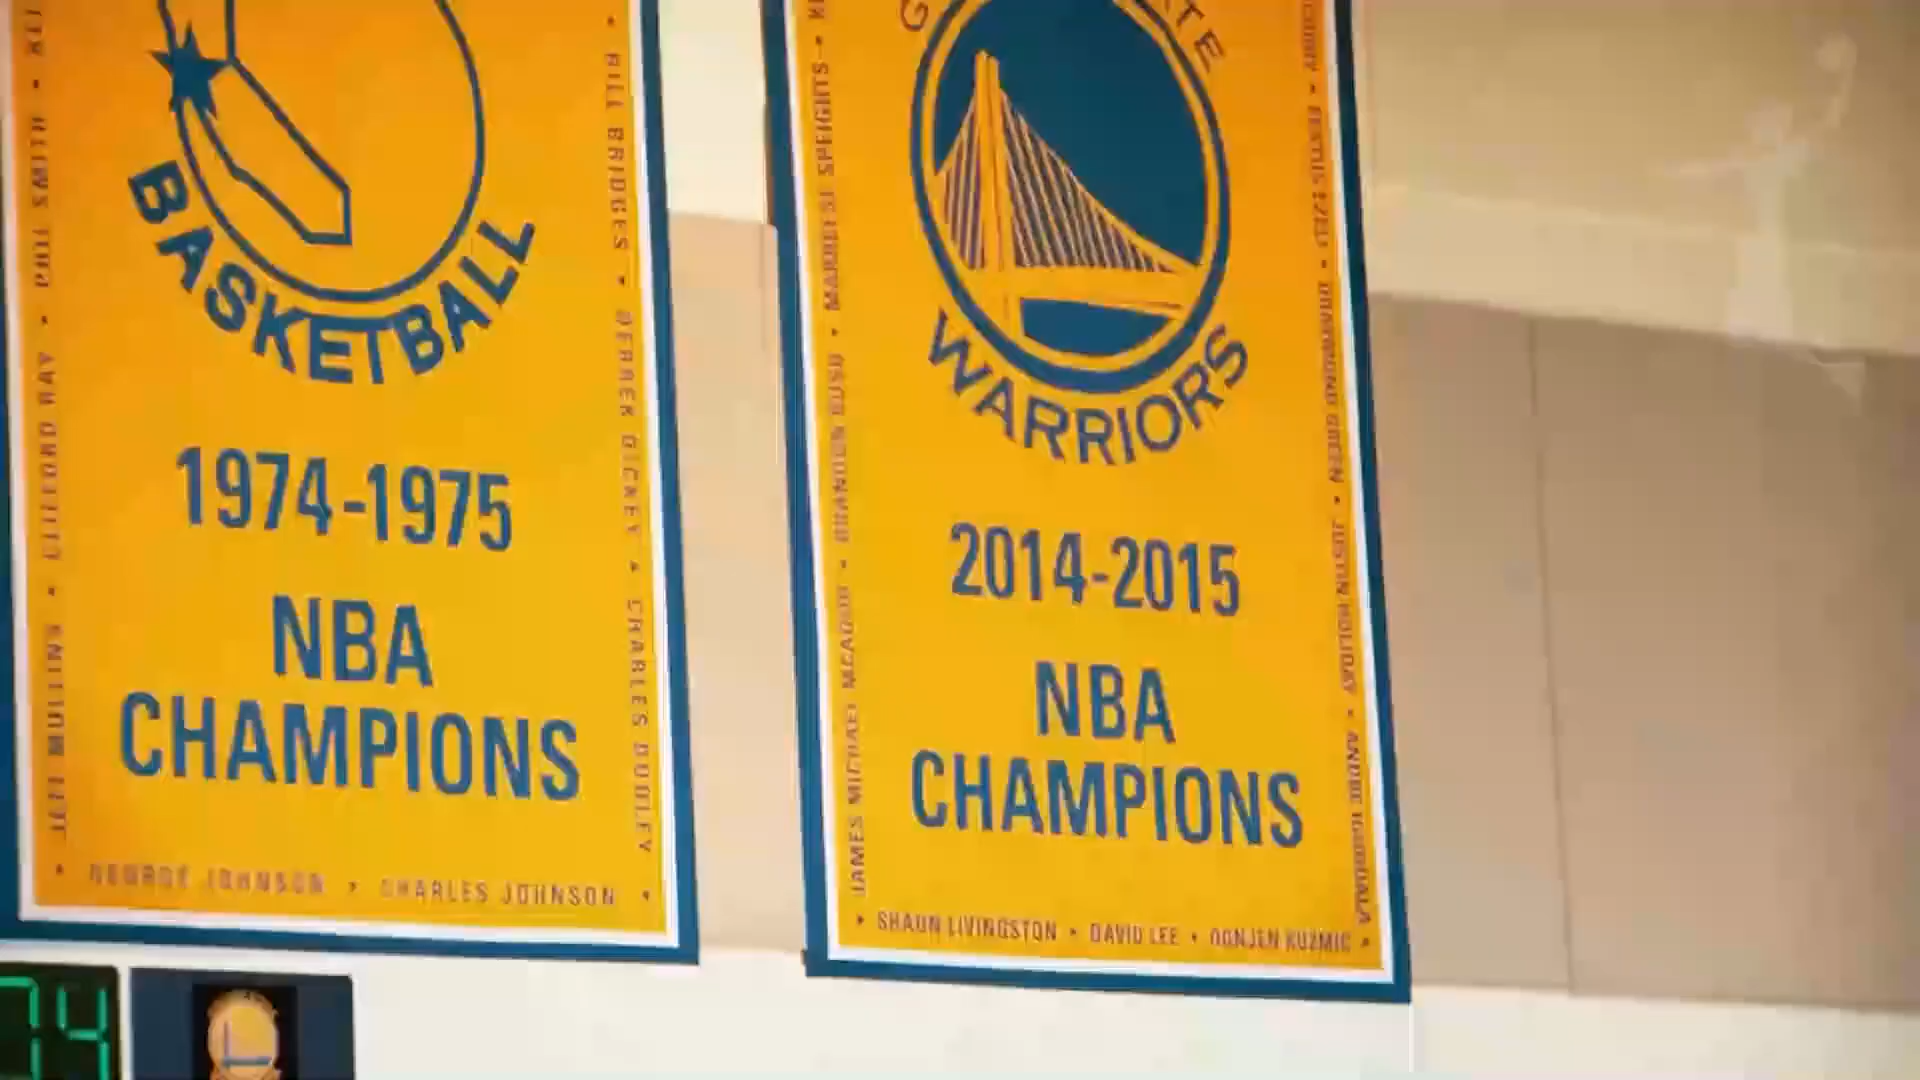 BASKETBALL
1974-1975
NBA
CHAMPIONS
JEFF MULLINS • CLIFFORD RAY • PHIL SMITH •
• BILL BRIDGES • DEREK DICKEY • CHARLES DUDLEY
• GEORGE JOHNSON • CHARLES JOHNSON •
WARRIORS
2014-2015
NBA
CHAMPIONS
JAMES MICHAEL MCADOO • BRANDON RUSH • MARREESE SPEIGHTS •
• FESTUS EZELI • DRAYMOND GREEN • JUSTIN HOLIDAY • ANDRE IGUODALA
• SHAUN LIVINGSTON • DAVID LEE • OGNJEN KUZMIC •
74